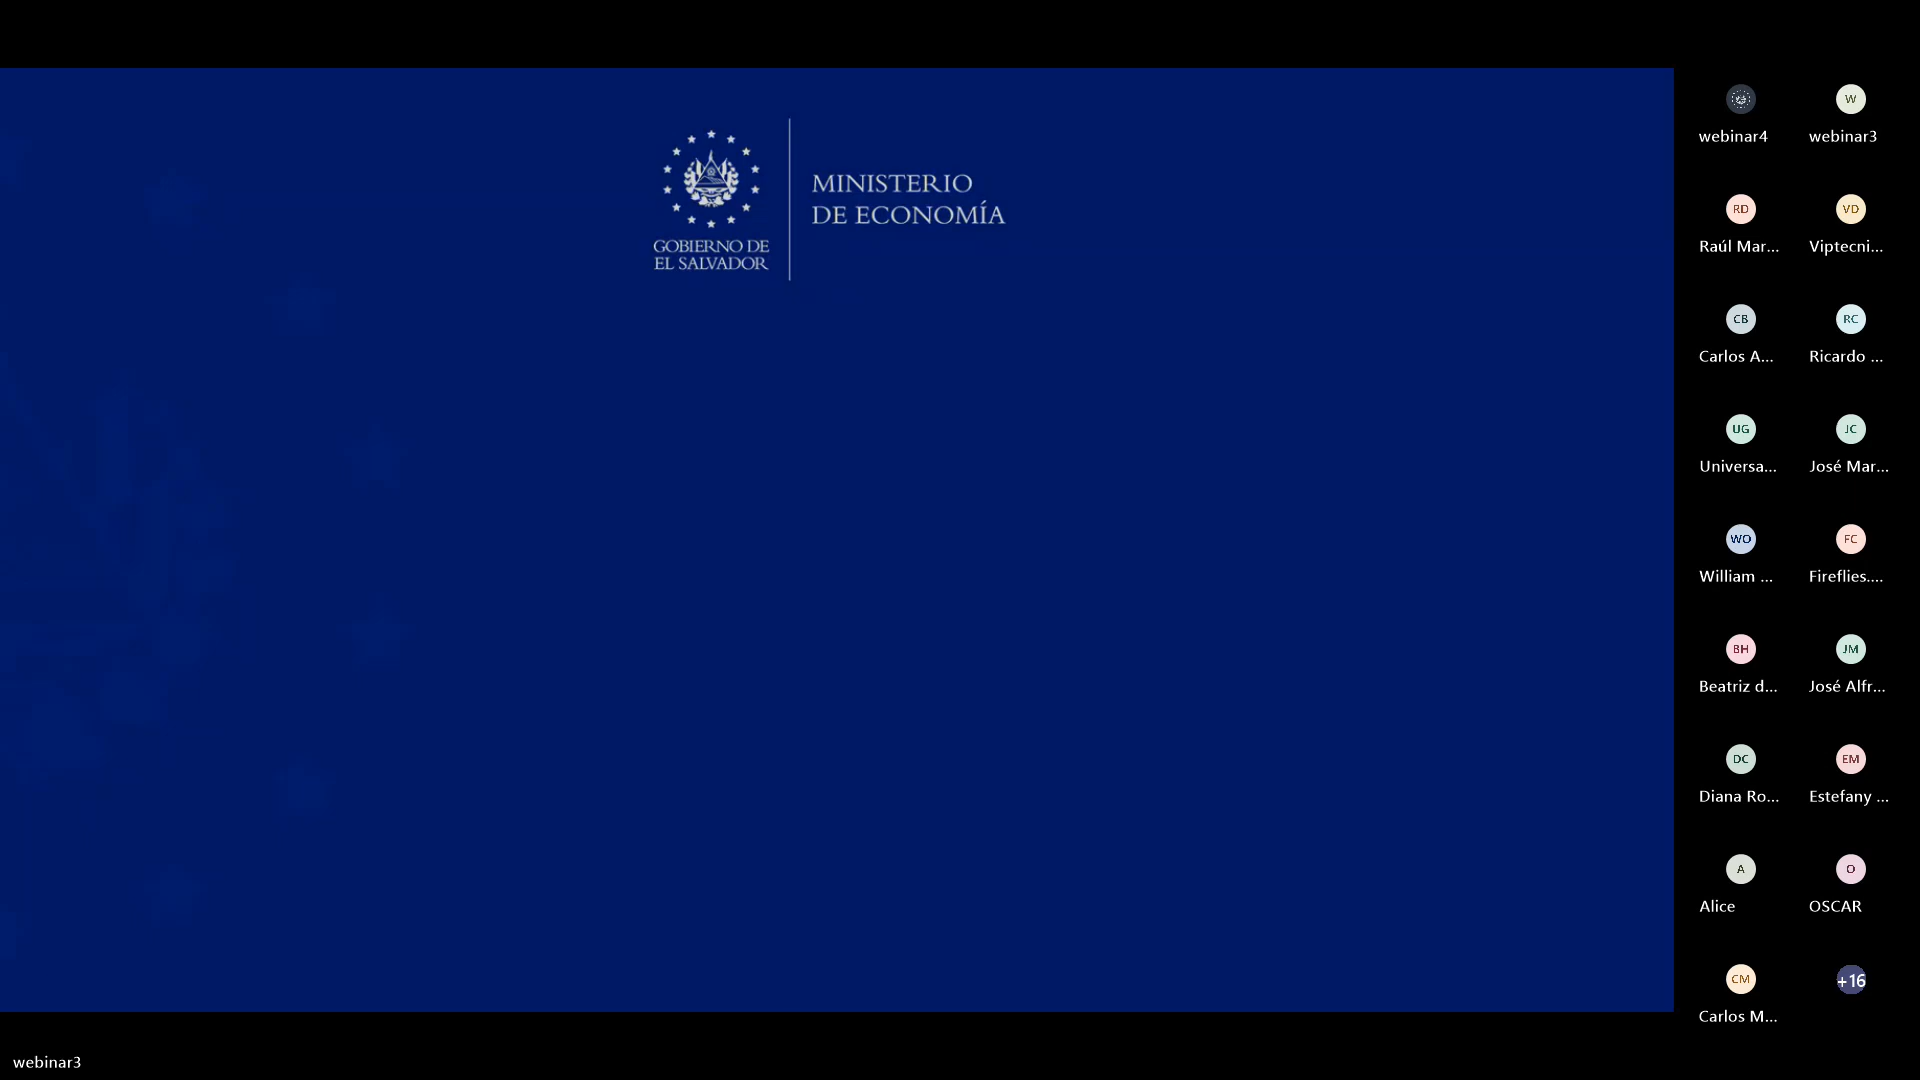 GOBIERNO DE
EL SALVADOR
MINISTERIO
DE ECONOMÍA
webinar4
W
webinar3
RD
Raúl Mar...
VD
Viptecni...
CB
Carlos A...
RC
Ricardo ...
UG
Universa...
JC
José Mar...
WO
William ...
FC
Fireflies....
BH
Beatriz d...
JM
José Alfr...
DC
Diana Ro...
EM
Estefany ...
A
Alice
O
OSCAR
CM
Carlos M...
+16
webinar3